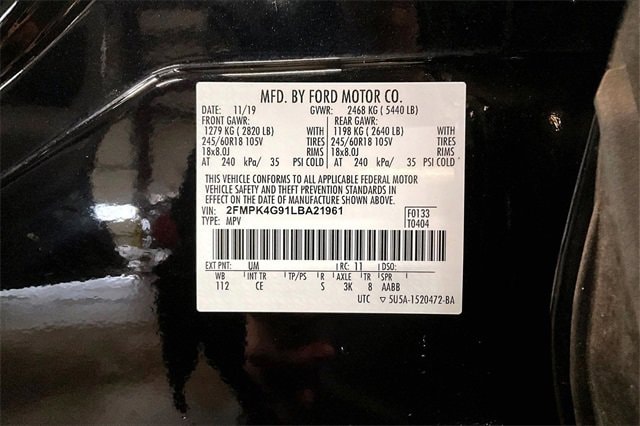 MFD. BY FORD MOTOR CO.
DATE: 11/19 GVWR: 2468 KG ( 5440 LB)
FRONT GAWR: REAR GAWR:
1279 KG ( 2820 LB) WITH 1198 KG ( 2640 LB) WITH
245/60R18 105V TIRES 245/60R18 105V TIRES
18x8.0J RIMS 18x8.0J RIMS
AT 240 kPa/ 35 PSI COLD AT 240 kPa/ 35 PSI COLD
THIS VEHICLE CONFORMS TO ALL APPLICABLE FEDERAL MOTOR
VEHICLE SAFETY AND THEFT PREVENTION STANDARDS IN
EFFECT ON THE DATE OF MANUFACTURE SHOWN ABOVE.
VIN: 2FMPK4G91LBA21961 F0133
TYPE: MPV T0404
EXT PNT: UM RC: 11 DSO:
WB INT TR TP/PS R AXLE TR SPR
112 CE S 3K 8 AABB
UTC ▽ 5U5A-1520472-BA